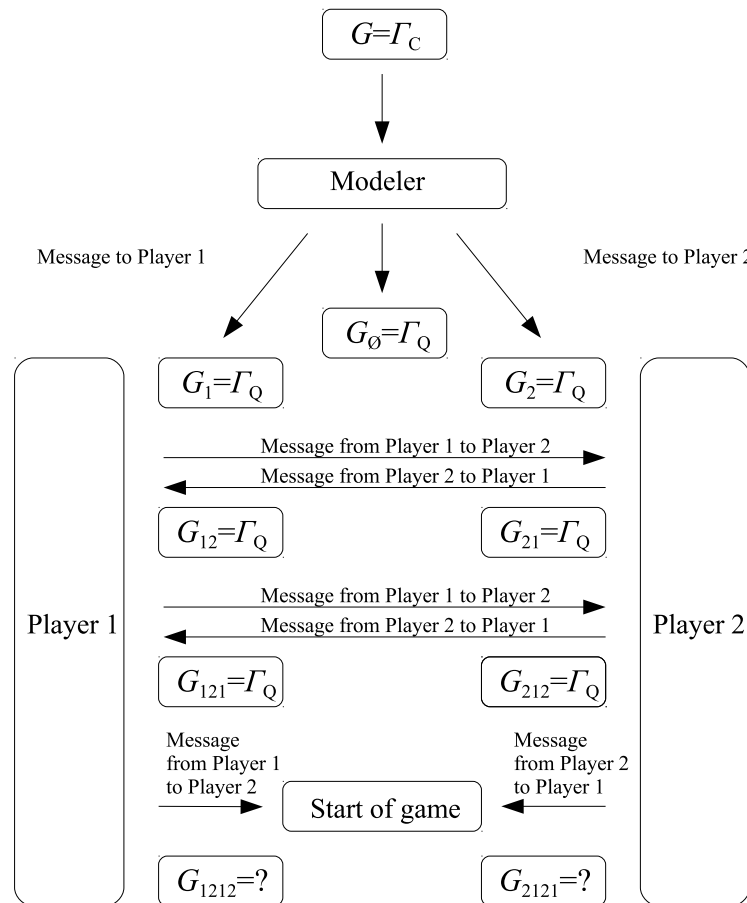 G=Γ_C
Modeler
Message to Player 1
Message to Player 2
G_Ø=Γ_Q
G_1=Γ_Q
G_2=Γ_Q
Message from Player 1 to Player 2
Message from Player 2 to Player 1
G_12=Γ_Q
G_21=Γ_Q
Message from Player 1 to Player 2
Message from Player 2 to Player 1
Player 1
Player 2
G_121=Γ_Q
G_212=Γ_Q
Message
from Player 1
to Player 2
Message
from Player 2
to Player 1
Start of game
G_1212=?
G_2121=?